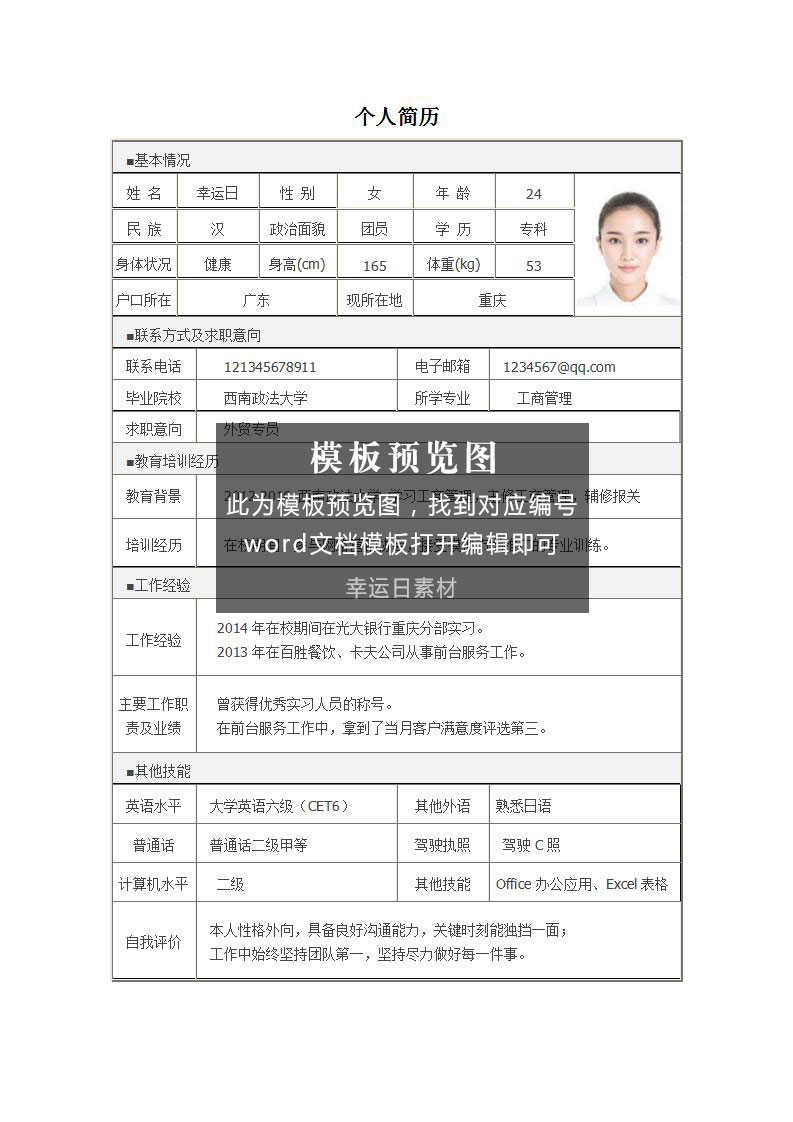 个人简历
■基本情况
姓 名 幸运日 性 别 女 年 龄 24
民 族 汉 政治面貌 团员 学 历 专科
身体状况 健康 身高(cm) 165 体重(kg) 53
户口所在 广东 现所在地 重庆
■联系方式及求职意向
联系电话 121345678911 电子邮箱 1234567@qq.com
毕业院校 西南政法大学 所学专业 工商管理
求职意向 外贸专员
■教育培训经历
模板预览图
教育背景 辅修报关
此为模板预览图，找到对应编号
培训经历 业训练。
word文档模板打开编辑即可
■工作经验
幸运日素材
工作经验 2014 年在校期间在光大银行重庆分部实习。
2013 年在百胜餐饮、卡夫公司从事前台服务工作。
主要工作职 曾获得优秀实习人员的称号。
责及业绩 在前台服务工作中，拿到了当月客户满意度评选第三。
■其他技能
英语水平 大学英语六级（CET6） 其他外语 熟悉日语
普通话 普通话二级甲等 驾驶执照 驾驶 C 照
计算机水平 二级 其他技能 Office 办公应用、Excel 表格
自我评价 本人性格外向，具备良好沟通能力，关键时刻能独挡一面；
工作中始终坚持团队第一，坚持尽力做好每一件事。